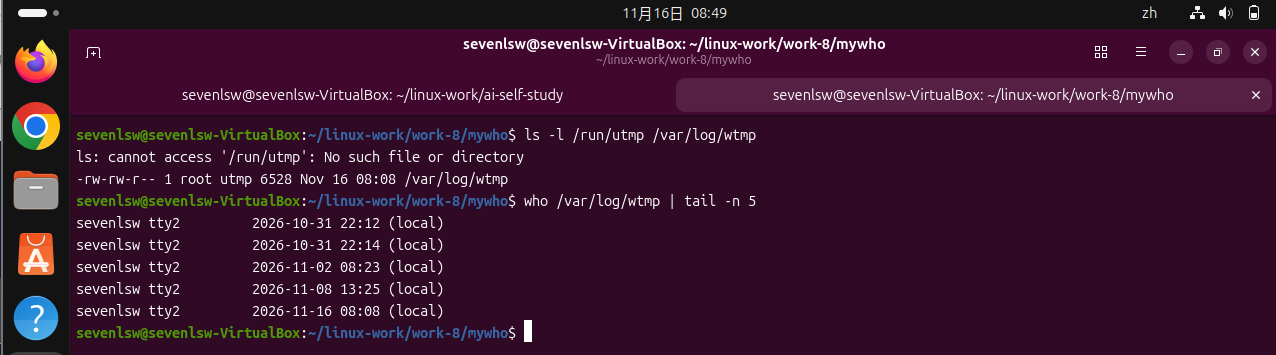 11月16日 08:49
zh
sevenlsw@sevenlsw-VirtualBox: ~/linux-work/work-8/mywho
~/linux-work/work-8/mywho
sevenlsw@sevenlsw-VirtualBox: ~/linux-work/ai-self-study
sevenlsw@sevenlsw-VirtualBox: ~/linux-work/work-8/mywho
sevenlsw@sevenlsw-VirtualBox:~/linux-work/work-8/mywho$ ls -l /run/utmp /var/log/wtmp
ls: cannot access '/run/utmp': No such file or directory
-rw-rw-r-- 1 root utmp 6528 Nov 16 08:08 /var/log/wtmp
sevenlsw@sevenlsw-VirtualBox:~/linux-work/work-8/mywho$ who /var/log/wtmp | tail -n 5
sevenlsw tty2         2026-10-31 22:12 (local)
sevenlsw tty2         2026-10-31 22:14 (local)
sevenlsw tty2         2026-11-02 08:23 (local)
sevenlsw tty2         2026-11-08 13:25 (local)
sevenlsw tty2         2026-11-16 08:08 (local)
sevenlsw@sevenlsw-VirtualBox:~/linux-work/work-8/mywho$